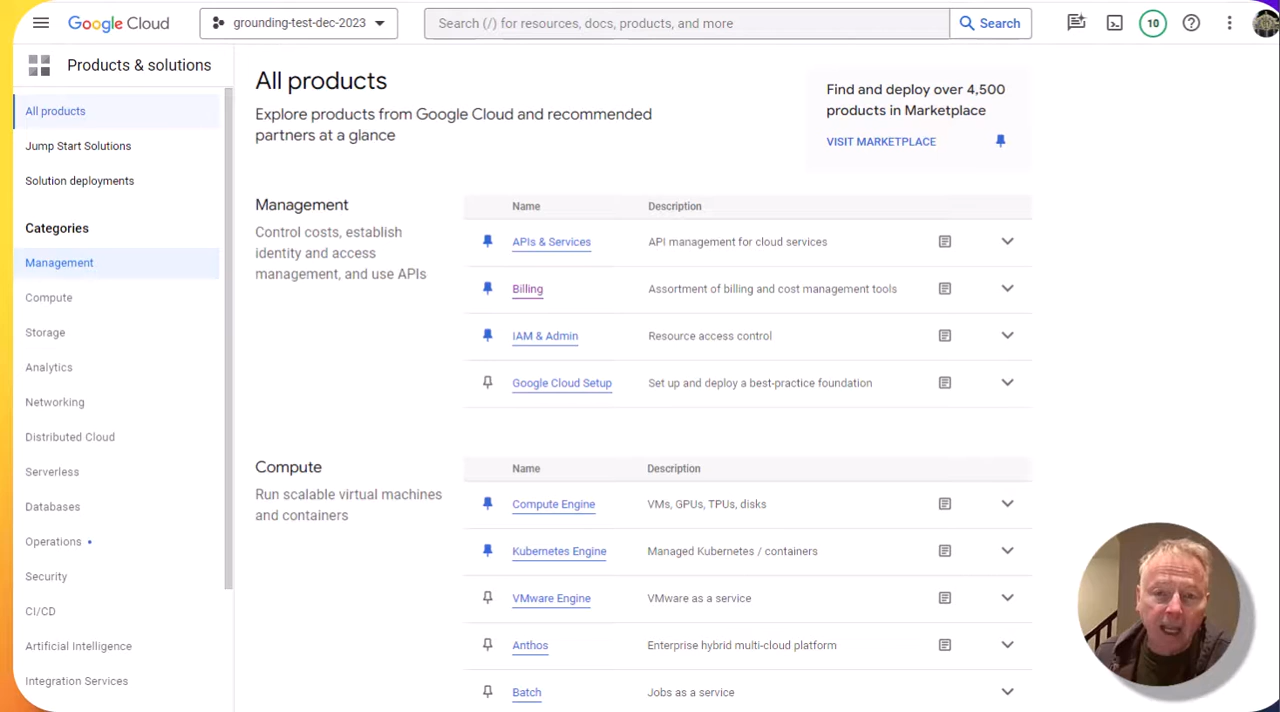 Google Cloud
grounding-test-dec-2023
Search (/) for resources, docs, products, and more
Search
10
Products & solutions
All products
Jump Start Solutions
Solution deployments
Categories
Management
Compute
Storage
Analytics
Networking
Distributed Cloud
Serverless
Databases
Operations
Security
CI/CD
Artificial Intelligence
Integration Services
All products
Explore products from Google Cloud and recommended
partners at a glance
Find and deploy over 4,500
products in Marketplace
VISIT MARKETPLACE
Management
Control costs, establish
identity and access
management, and use APIs
Name Description
APIs & Services API management for cloud services
Billing Assortment of billing and cost management tools
IAM & Admin Resource access control
Google Cloud Setup Set up and deploy a best-practice foundation
Compute
Run scalable virtual machines
and containers
Name Description
Compute Engine VMs, GPUs, TPUs, disks
Kubernetes Engine Managed Kubernetes / containers
VMware Engine VMware as a service
Anthos Enterprise hybrid multi-cloud platform
Batch Jobs as a service